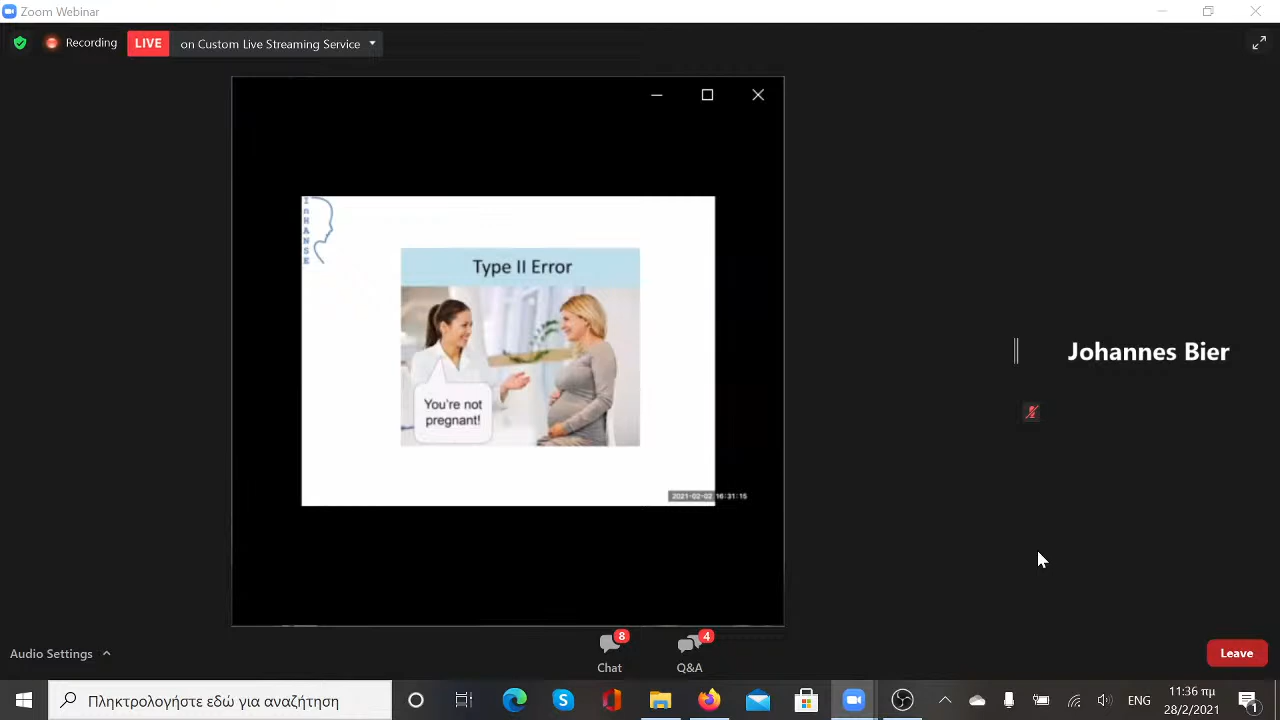 Zoom Webinar
Recording
LIVE
on Custom Live Streaming Service
InHANSE
Type II Error
You're not
pregnant!
2021-02-02 16:31:15
Johannes Bier
Audio Settings
8
Chat
4
Q&A
Leave
Πληκτρολογήστε εδώ για αναζήτηση
ENG
11:36 πμ
28/2/2021
1